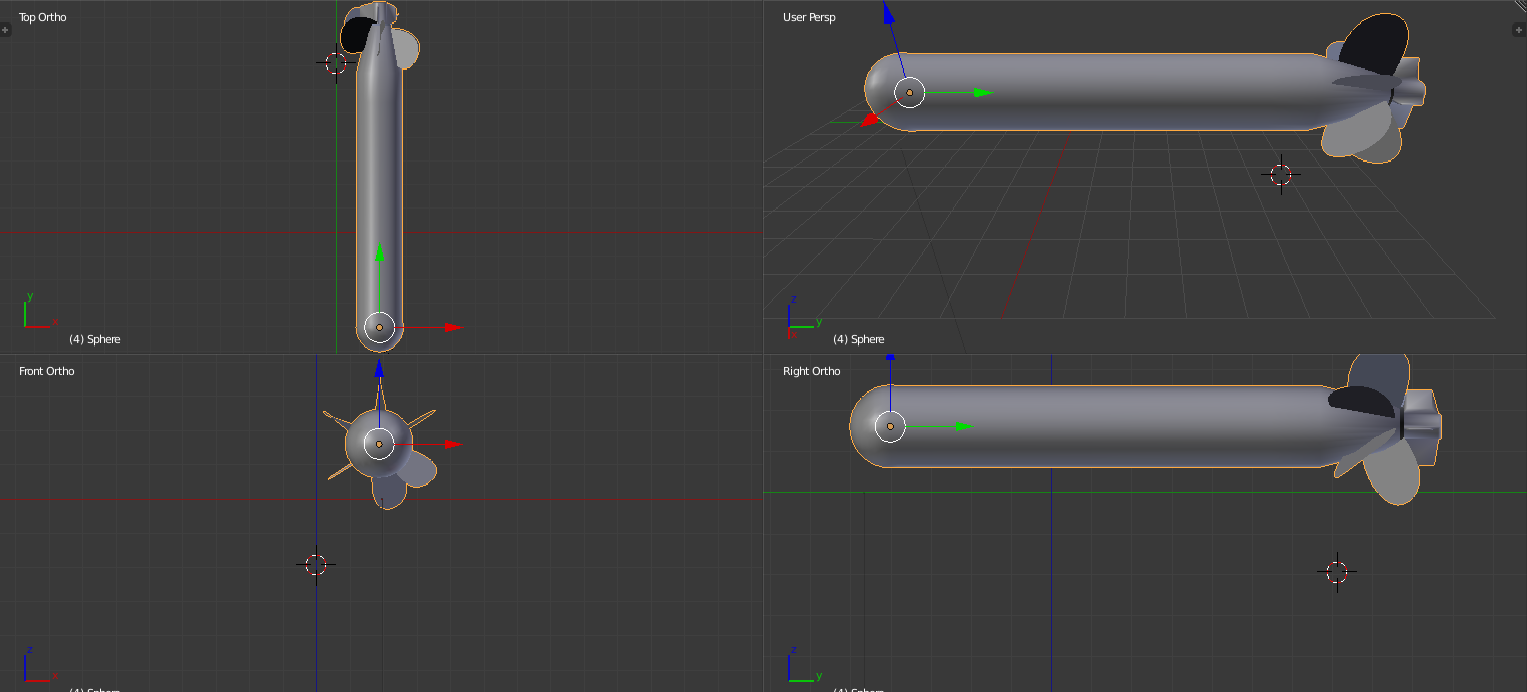 Top Ortho
y
x
(4) Sphere
User Persp
z
y
(4) Sphere
Front Ortho
z
x
(4) Sphere
Right Ortho
z
y
(4) Sphere